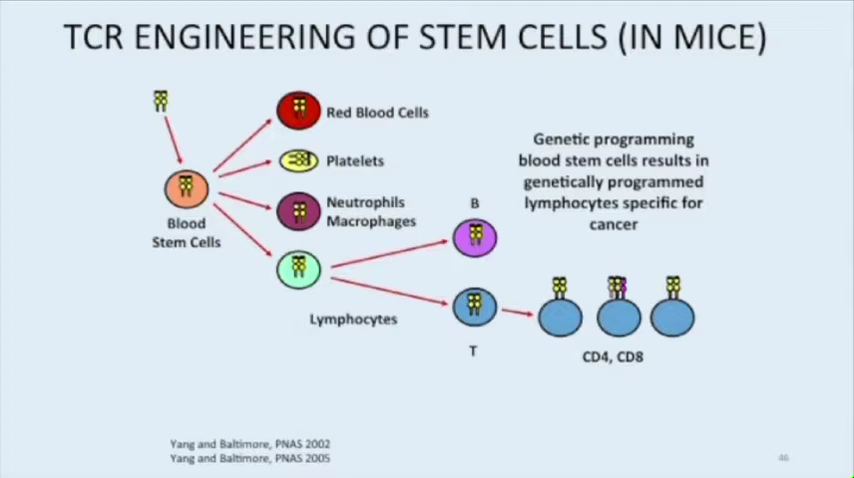 TCR ENGINEERING OF STEM CELLS (IN MICE)
Red Blood Cells
Platelets
Neutrophils
Macrophages
Blood
Stem Cells
Lymphocytes
B
T
CD4, CD8
Genetic programming
blood stem cells results in
genetically programmed
lymphocytes specific for
cancer
Yang and Baltimore, PNAS 2002
Yang and Baltimore, PNAS 2005
46